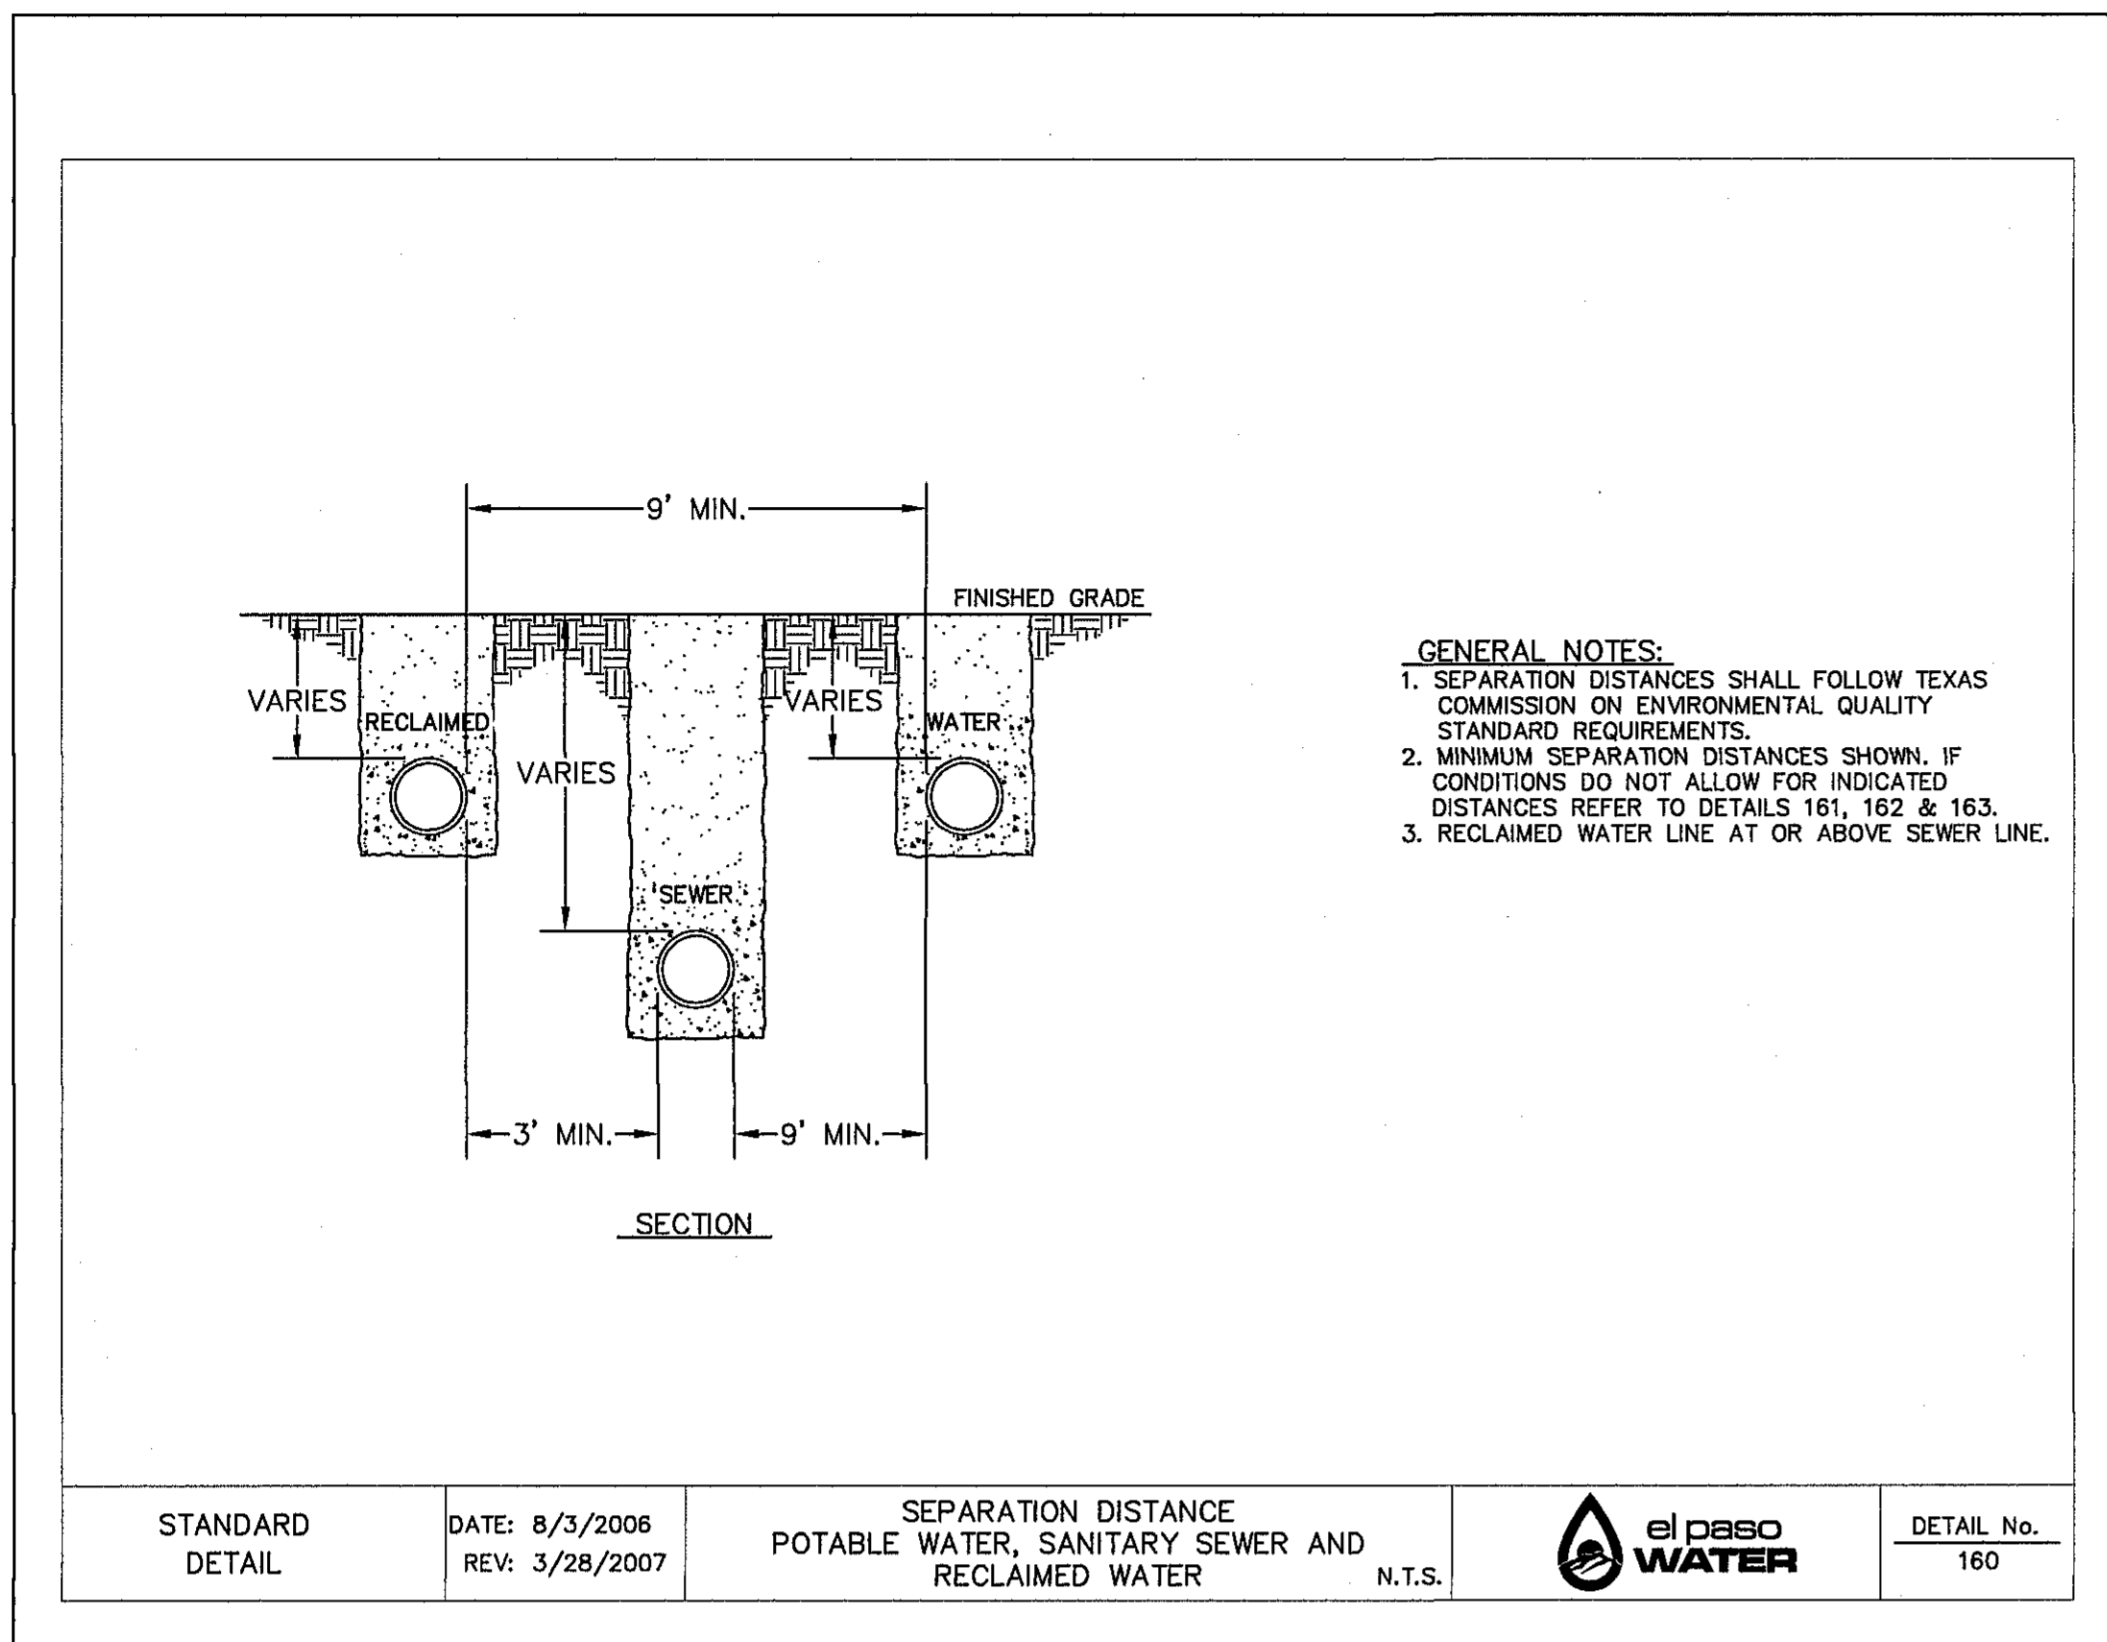 9' MIN.
FINISHED GRADE
VARIES
RECLAIMED
VARIES
VARIES
WATER
SEWER
3' MIN.
9' MIN.
SECTION
GENERAL NOTES:
1. SEPARATION DISTANCES SHALL FOLLOW TEXAS
COMMISSION ON ENVIRONMENTAL QUALITY
STANDARD REQUIREMENTS.
2. MINIMUM SEPARATION DISTANCES SHOWN. IF
CONDITIONS DO NOT ALLOW FOR INDICATED
DISTANCES REFER TO DETAILS 161, 162 & 163.
3. RECLAIMED WATER LINE AT OR ABOVE SEWER LINE.
STANDARD
DETAIL
DATE: 8/3/2006
REV: 3/28/2007
SEPARATION DISTANCE
POTABLE WATER, SANITARY SEWER AND
RECLAIMED WATER
N.T.S.
el paso
WATER
DETAIL No.
160